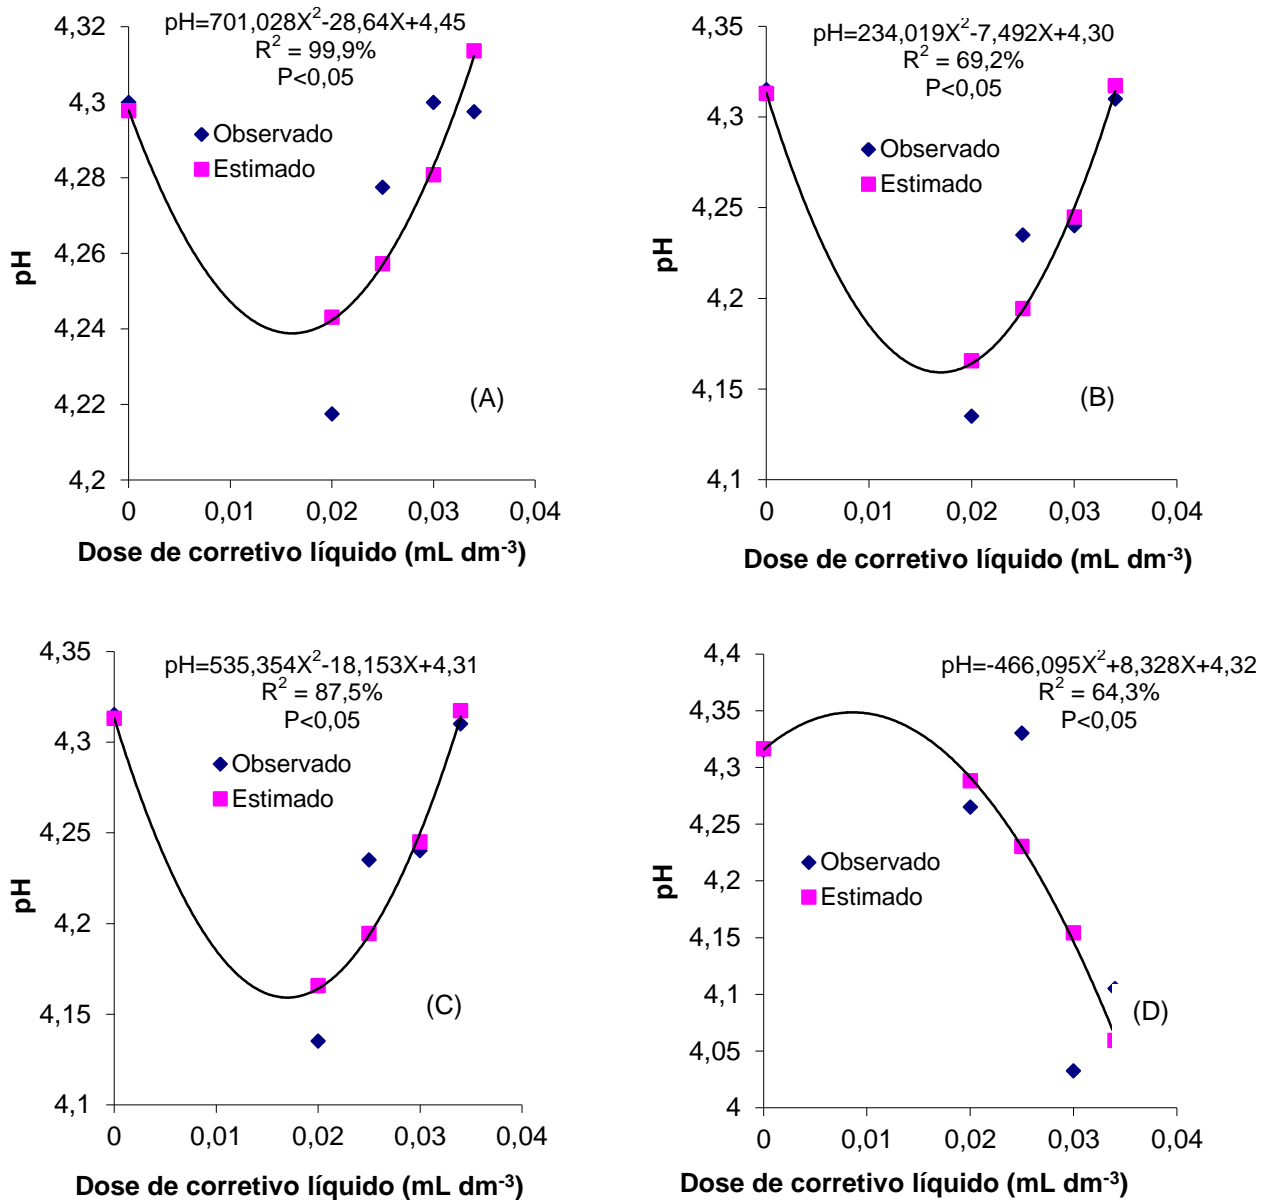 pH=701,028X²-28,64X+4,45
R² = 99,9%
P<0,05
4,32
4,3
4,28
4,26
4,24
4,22
4,2
pH
Observado
Estimado
(A)
0 0,01 0,02 0,03 0,04
Dose de corretivo líquido (mL dm⁻³)
pH=234,019X²-7,492X+4,30
R² = 69,2%
P<0,05
4,35
4,3
4,25
4,2
4,15
4,1
pH
Observado
Estimado
(B)
0 0,01 0,02 0,03 0,04
Dose de corretivo líquido (mL dm⁻³)
pH=535,354X²-18,153X+4,31
R² = 87,5%
P<0,05
4,35
4,3
4,25
4,2
4,15
4,1
pH
Observado
Estimado
(C)
0 0,01 0,02 0,03 0,04
Dose de corretivo líquido (mL dm⁻³)
pH=-466,095X²+8,328X+4,32
R² = 64,3%
P<0,05
4,4
4,35
4,3
4,25
4,2
4,15
4,1
4,05
4
pH
Observado
Estimado
(D)
0 0,01 0,02 0,03 0,04
Dose de corretivo líquido (mL dm⁻³)